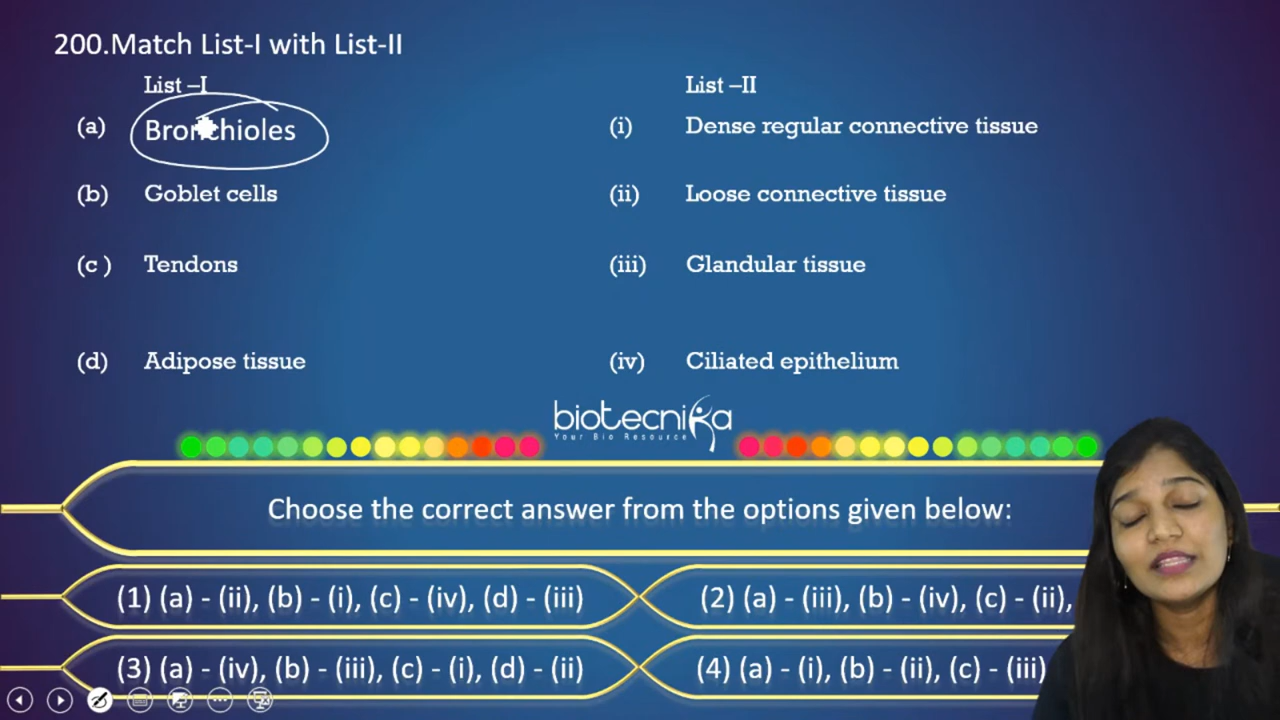 200.Match List-I with List-II
List –I List –II
(a) Bronchioles (i) Dense regular connective tissue
(b) Goblet cells (ii) Loose connective tissue
(c ) Tendons (iii) Glandular tissue
(d) Adipose tissue (iv) Ciliated epithelium
biotecnika
Your Bio Resource
Choose the correct answer from the options given below:
(1) (a) - (ii), (b) - (i), (c) - (iv), (d) - (iii) (2) (a) - (iii), (b) - (iv), (c) - (ii),
(3) (a) - (iv), (b) - (iii), (c) - (i), (d) - (ii) (4) (a) - (i), (b) - (ii), (c) - (iii)